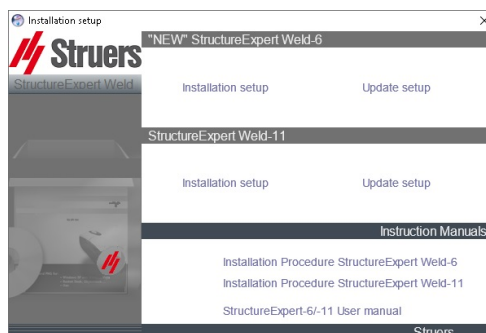 Installation setup
Struers
StructureExpert Weld
"NEW" StructureExpert Weld-6
Installation setup Update setup
StructureExpert Weld-11
Installation setup Update setup
Instruction Manuals
Installation Procedure StructureExpert Weld-6
Installation Procedure StructureExpert Weld-11
StructureExpert-6/-11 User manual
Struers